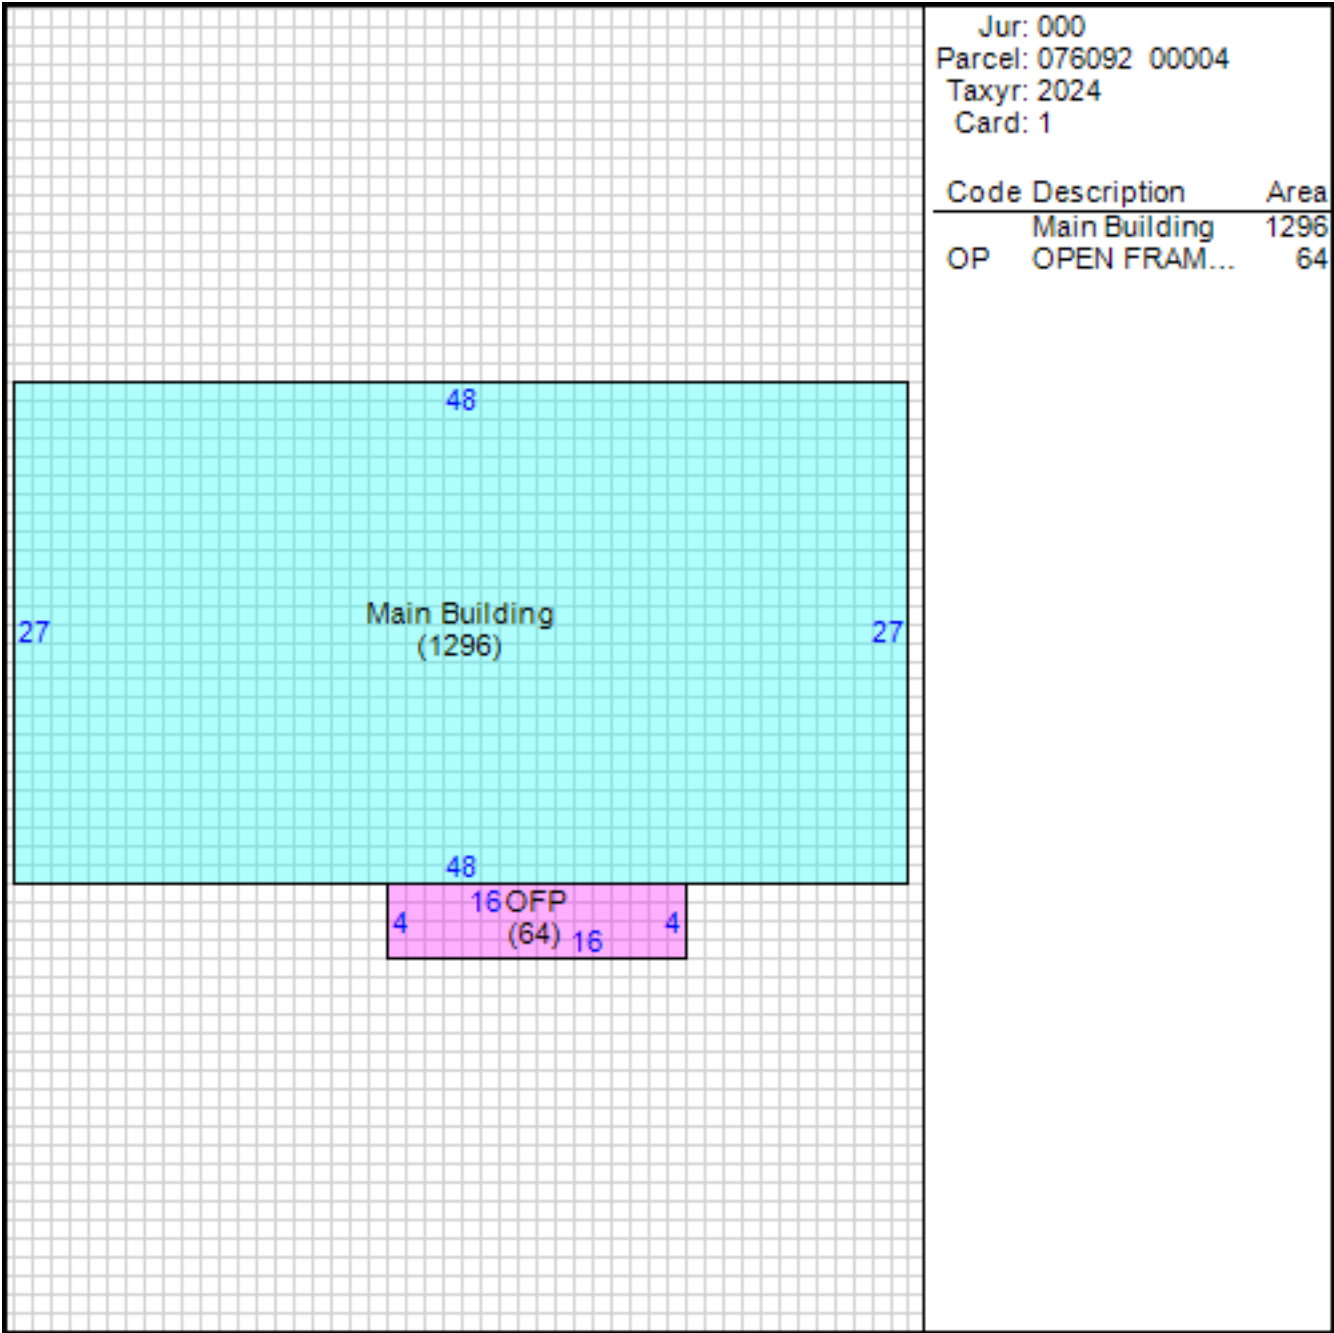 Jur: 000
Parcel: 076092 00004
Taxyr: 2024
Card: 1
Code Description Area
Main Building 1296
OP OPEN FRAM... 64
48
27
Main Building
(1296)
27
48
16 OFP
4
(64)
4
16